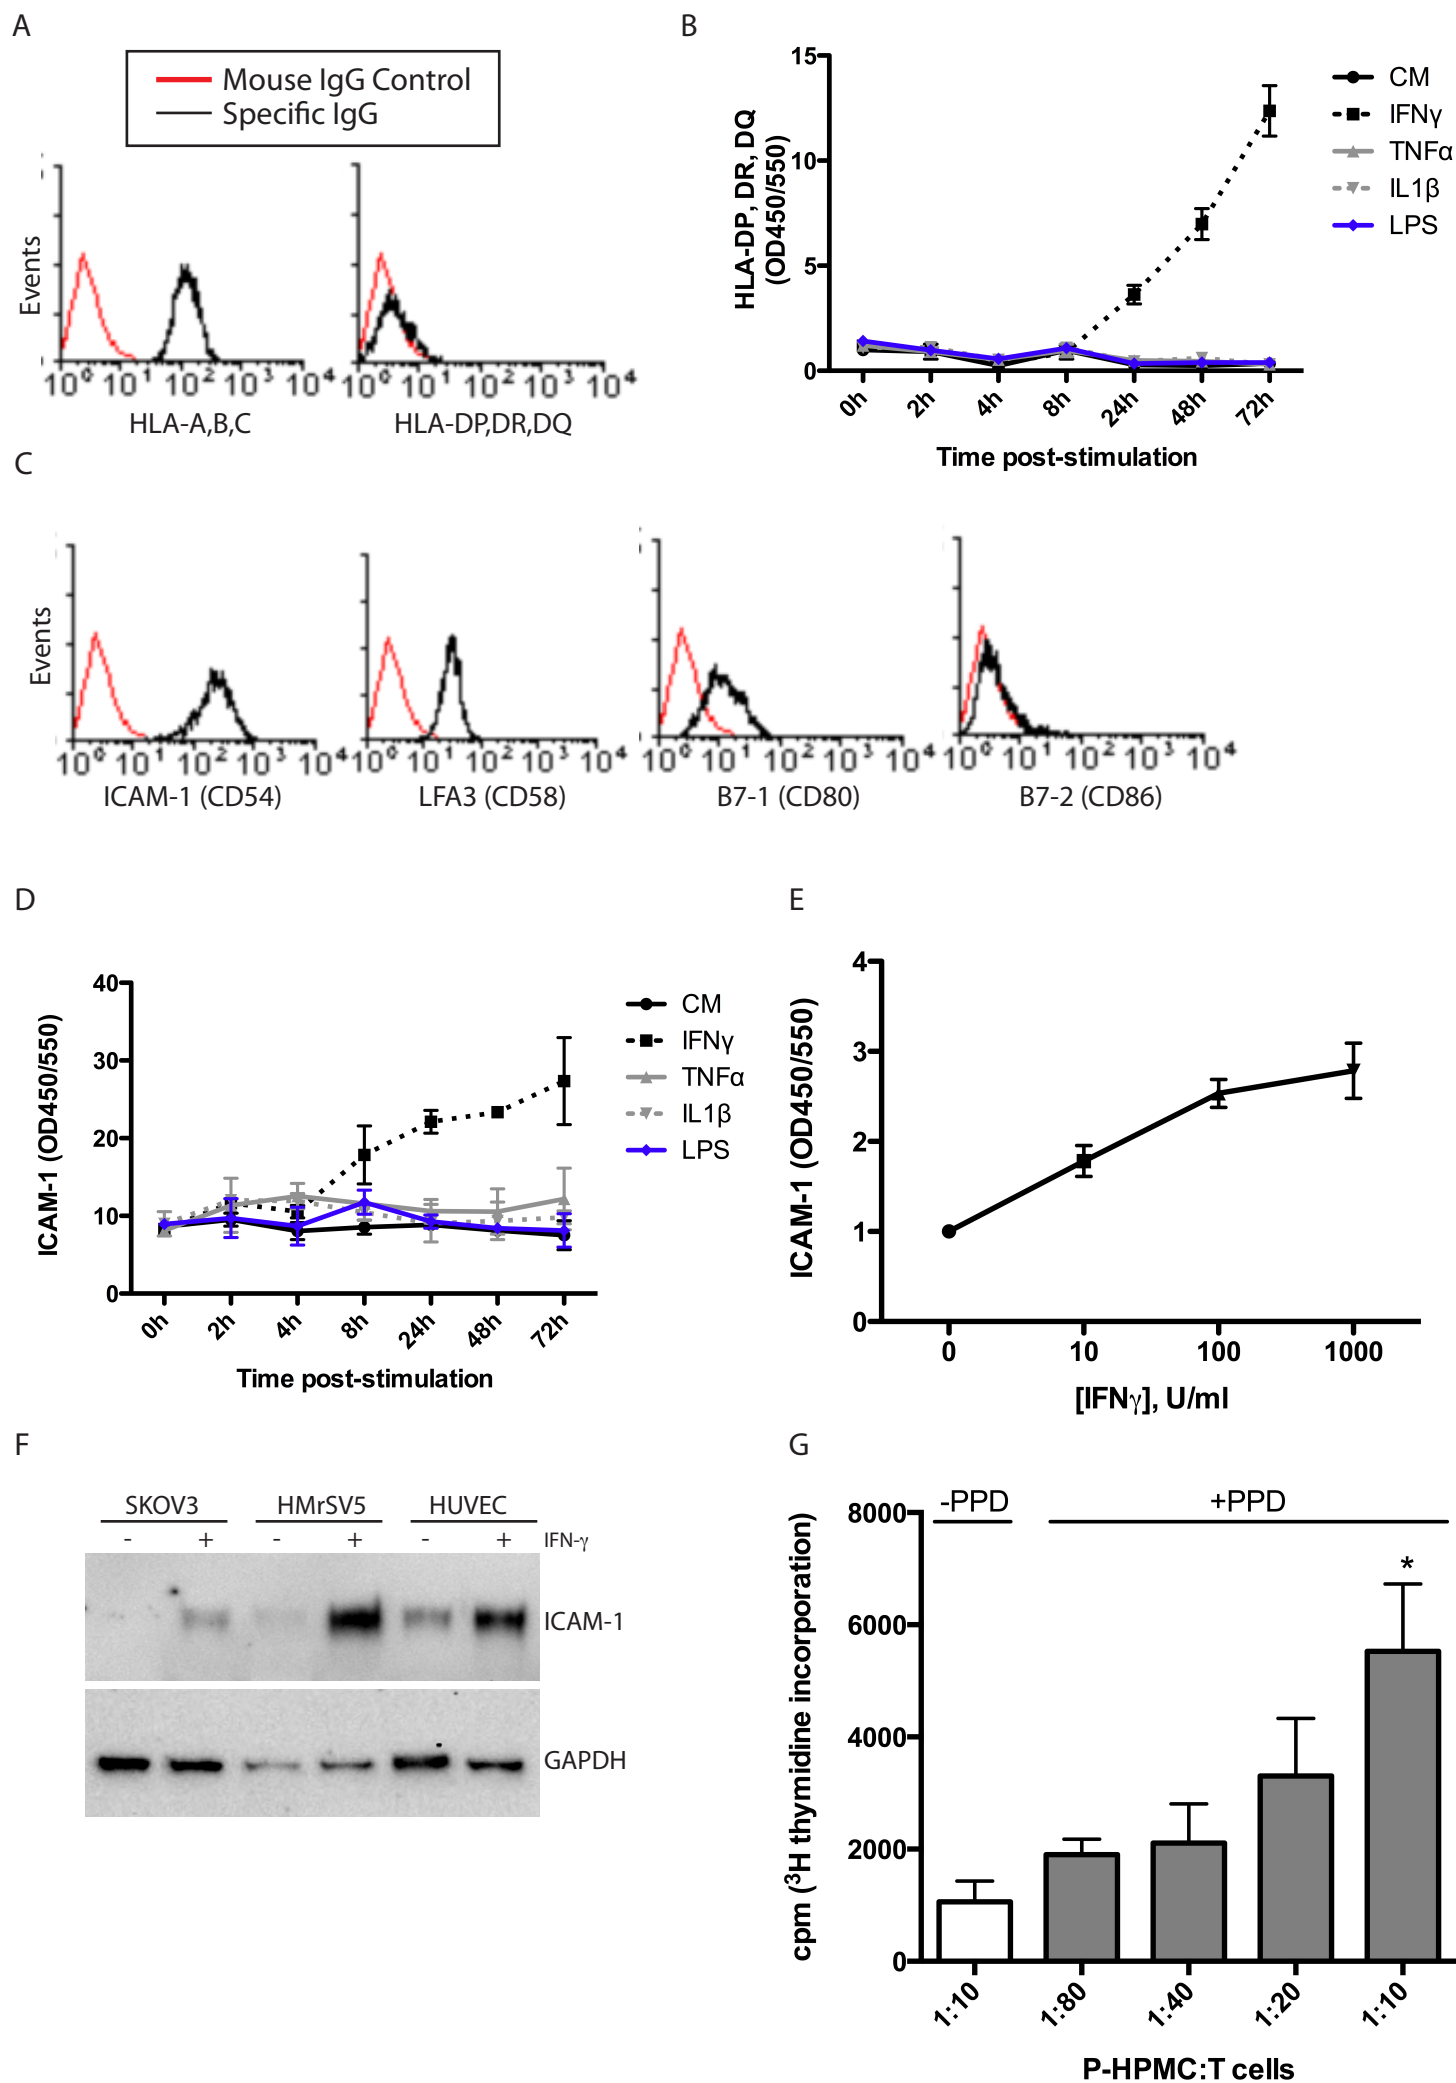 A
Mouse IgG Control
Specific IgG
Events
10⁰ 10¹ 10² 10³ 10⁴
HLA-A,B,C
10⁰ 10¹ 10² 10³ 10⁴
HLA-DP,DR,DQ
B
HLA-DP, DR, DQ
(OD450/550)
15
10
5
0
0h 2h 4h 8h 24h 48h 72h
Time post-stimulation
CM
IFNγ
TNFα
IL1β
LPS
C
Events
10⁰ 10¹ 10² 10³ 10⁴
ICAM-1 (CD54)
10⁰ 10¹ 10² 10³ 10⁴
LFA3 (CD58)
10⁰ 10¹ 10² 10³ 10⁴
B7-1 (CD80)
10⁰ 10¹ 10² 10³ 10⁴
B7-2 (CD86)
D
ICAM-1 (OD450/550)
40
30
20
10
0
0h 2h 4h 8h 24h 48h 72h
Time post-stimulation
CM
IFNγ
TNFα
IL1β
LPS
E
ICAM-1 (OD450/550)
4
3
2
1
0
0 10 100 1000
[IFNγ], U/ml
F
SKOV3 HMrSV5 HUVEC
- + - + - + IFN-γ
ICAM-1
GAPDH
G
cpm (³H thymidine incorporation)
-PPD +PPD
8000
6000
4000
2000
0
*
1:10 1:80 1:40 1:20 1:10
P-HPMC:T cells